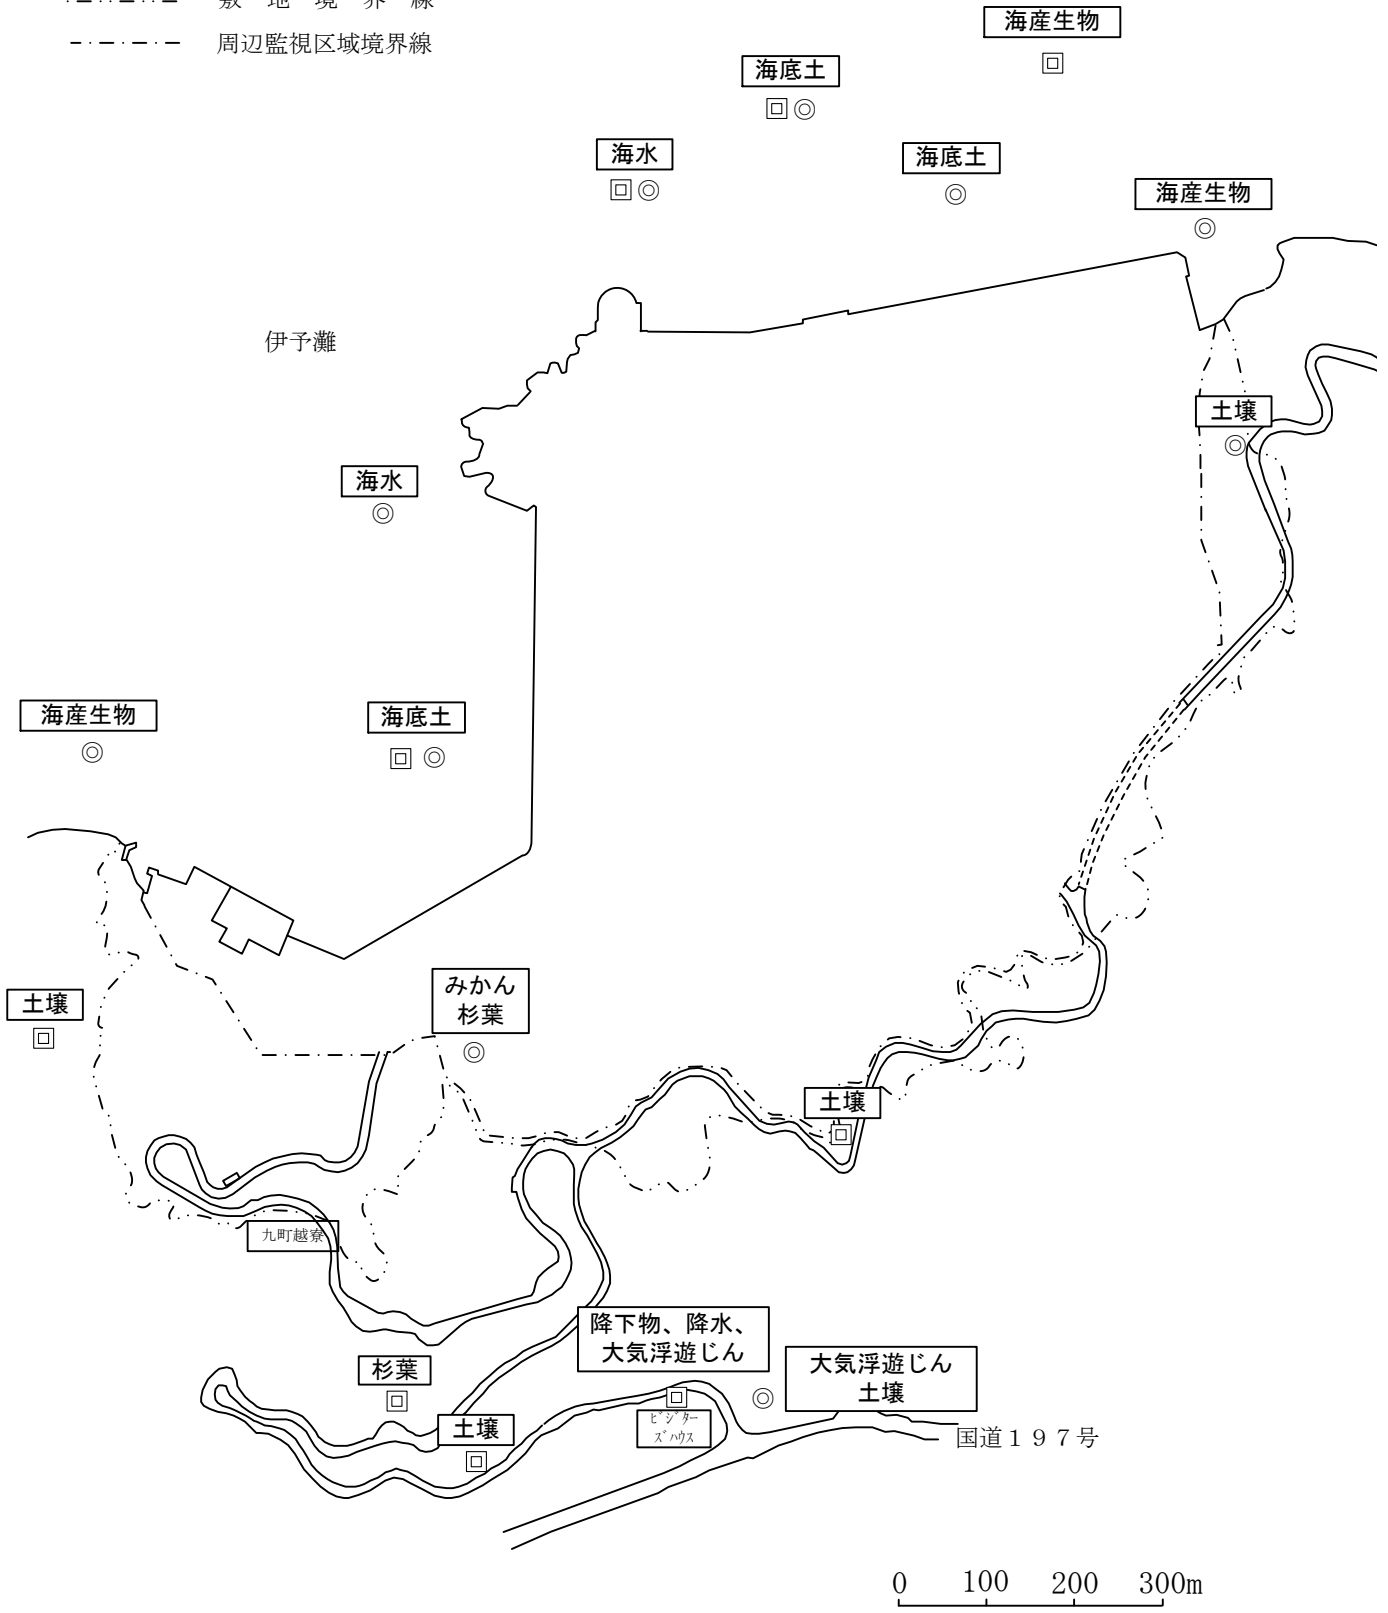 敷地境界線
周辺監視区域境界線
海産生物
海底土
海水
海底土
海産生物
伊予灘
土壌
海水
海産生物
海底土
土壌
みかん
杉葉
土壌
九町越寮
降下物、降水、
大気浮遊じん
大気浮遊じん
土壌
杉葉
土壌
ビジター
ズハウス
国道１９７号
0 100 200 300m